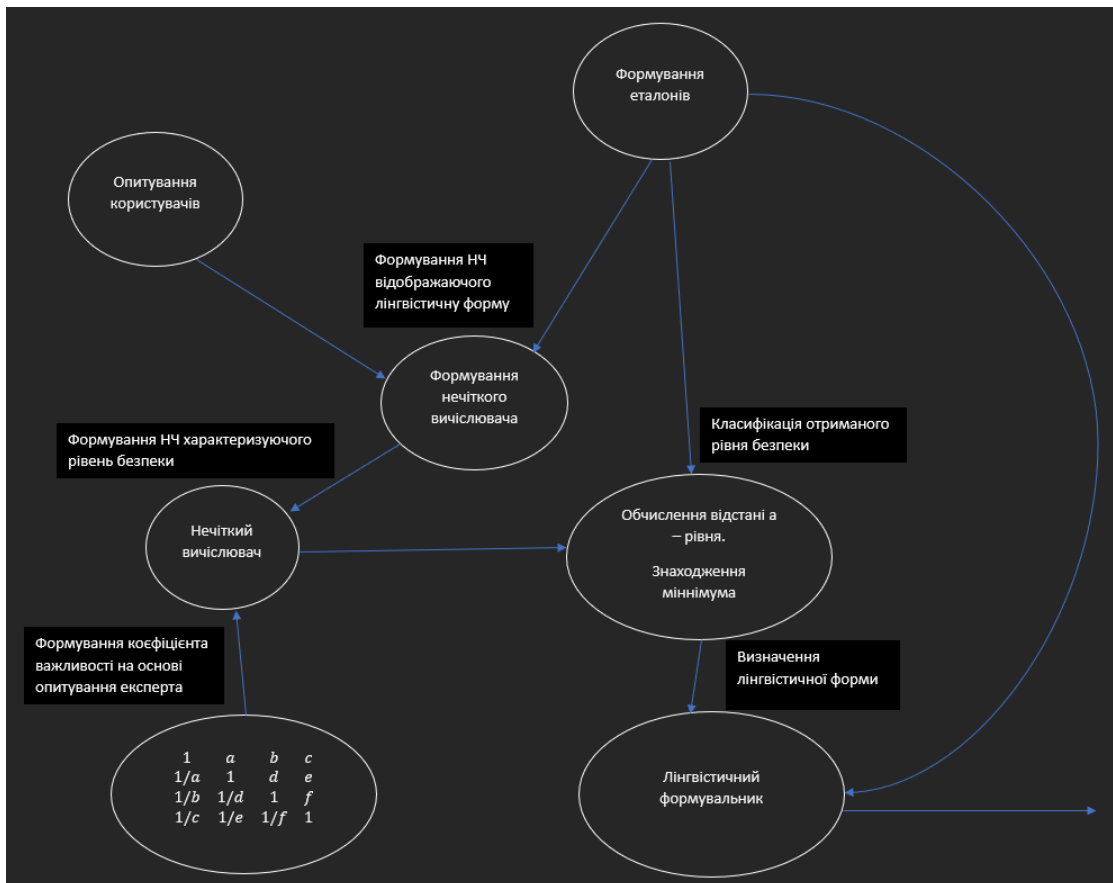 Формування
еталонів
Опитування
користувачів
Формування НЧ
відображаючого
лінгвістичну форму
Формування
нечіткого
вичіслювача
Формування НЧ характеризуючого
рівень безпеки
Класифікація отриманого
рівня безпеки
Нечіткий
вичіслювач
Обчислення відстані а
– рівня.
Знаходження
міннімума
Формування коєфіцієнта
важливості на основі
опитування експерта
Визначення
лінгвістичної форми
1 a b c
1/a 1 d e
1/b 1/d 1 f
1/c 1/e 1/f 1
Лінгвістичний
формувальник